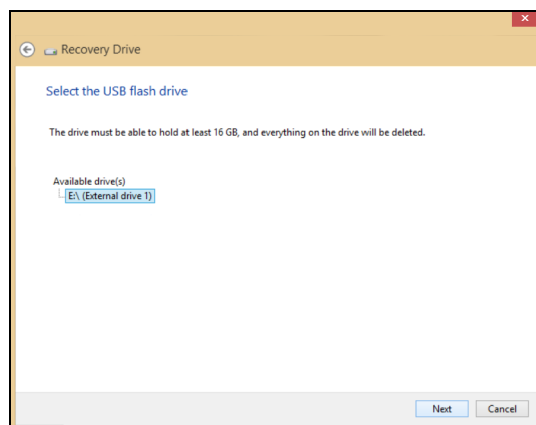 Recovery Drive
Select the USB flash drive
The drive must be able to hold at least 16 GB, and everything on the drive will be deleted.
Available drive(s)
E:\ (External drive 1)
Next Cancel